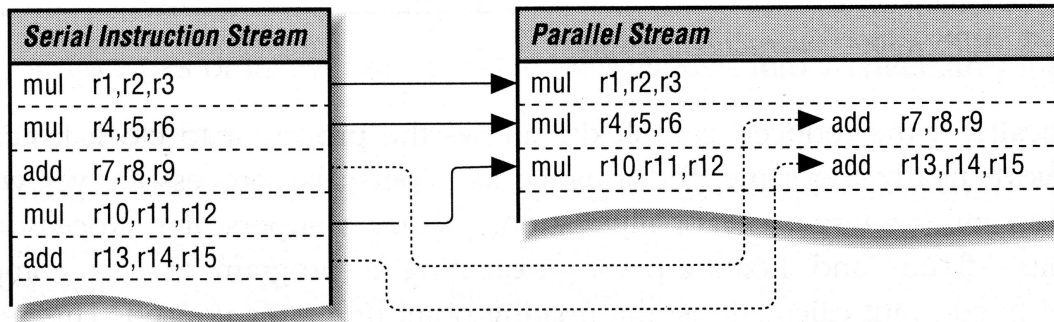 Serial Instruction Stream
mul r1,r2,r3
mul r4,r5,r6
add r7,r8,r9
mul r10,r11,r12
add r13,r14,r15
Parallel Stream
mul r1,r2,r3
mul r4,r5,r6 add r7,r8,r9
mul r10,r11,r12 add r13,r14,r15